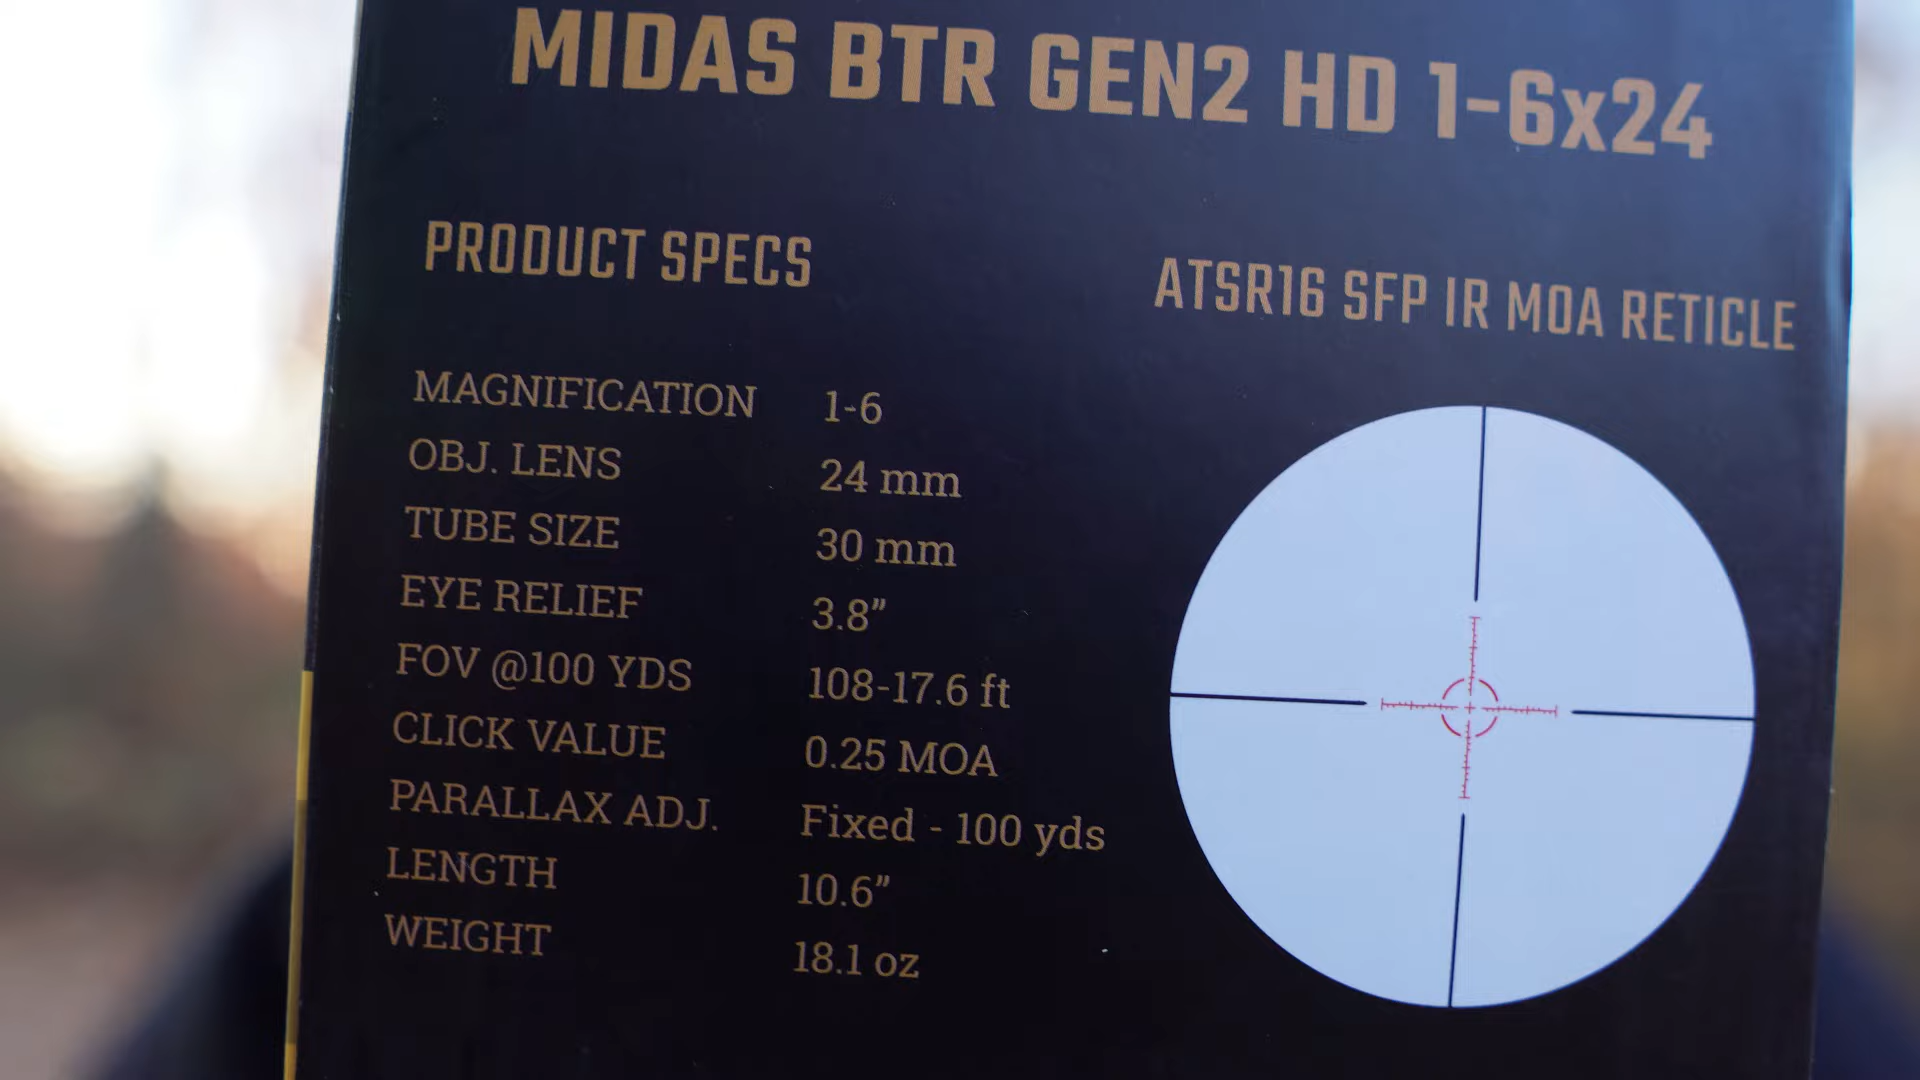 MIDAS BTR GEN2 HD 1-6x24
PRODUCT SPECS
MAGNIFICATION 1-6
OBJ. LENS 24 mm
TUBE SIZE 30 mm
EYE RELIEF 3.8”
FOV @100 YDS 108-17.6 ft
CLICK VALUE 0.25 MOA
PARALLAX ADJ. Fixed - 100 yds
LENGTH 10.6”
WEIGHT 18.1 oz
ATSR16 SFP IR MOA RETICLE